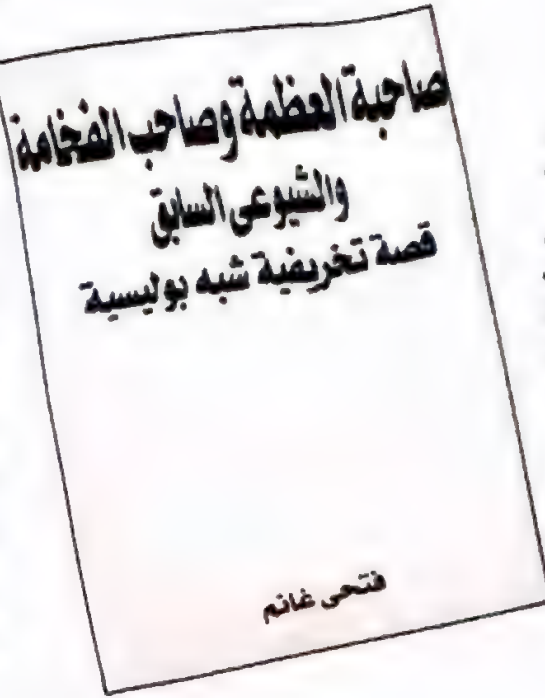 صاحبة العظمة وصاحب الفخامة
والشيوعى السابق
قصة تخريفية شبه بوليسية
فتحى غانم